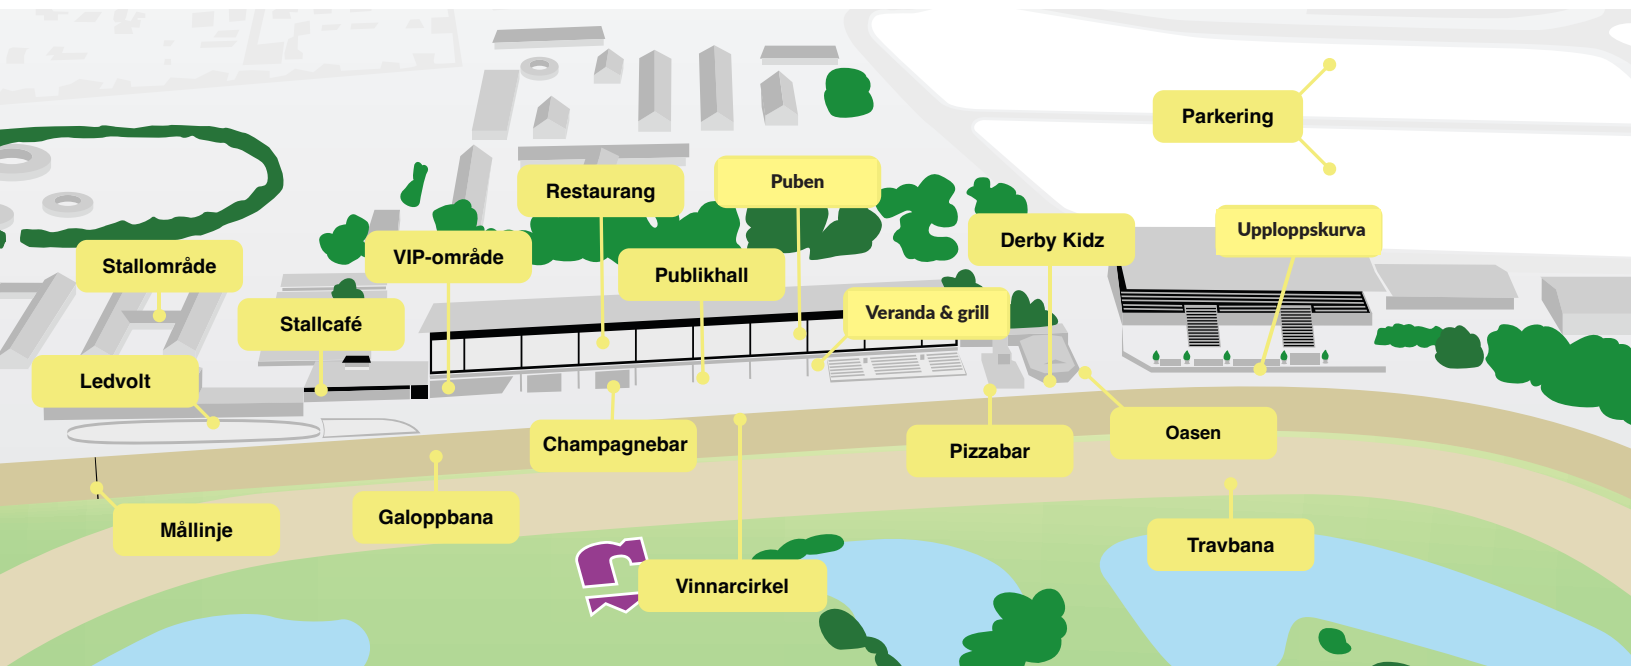 Parkering
Restaurang
Puben
Upploppskurva
Derby Kidz
VIP-område
Stallområde
Publikhall
Veranda & grill
Stallcafé
Ledvolt
Oasen
Champagnebar
Pizzabar
Galoppbana
Mållinje
Travbana
Vinnarcirkel